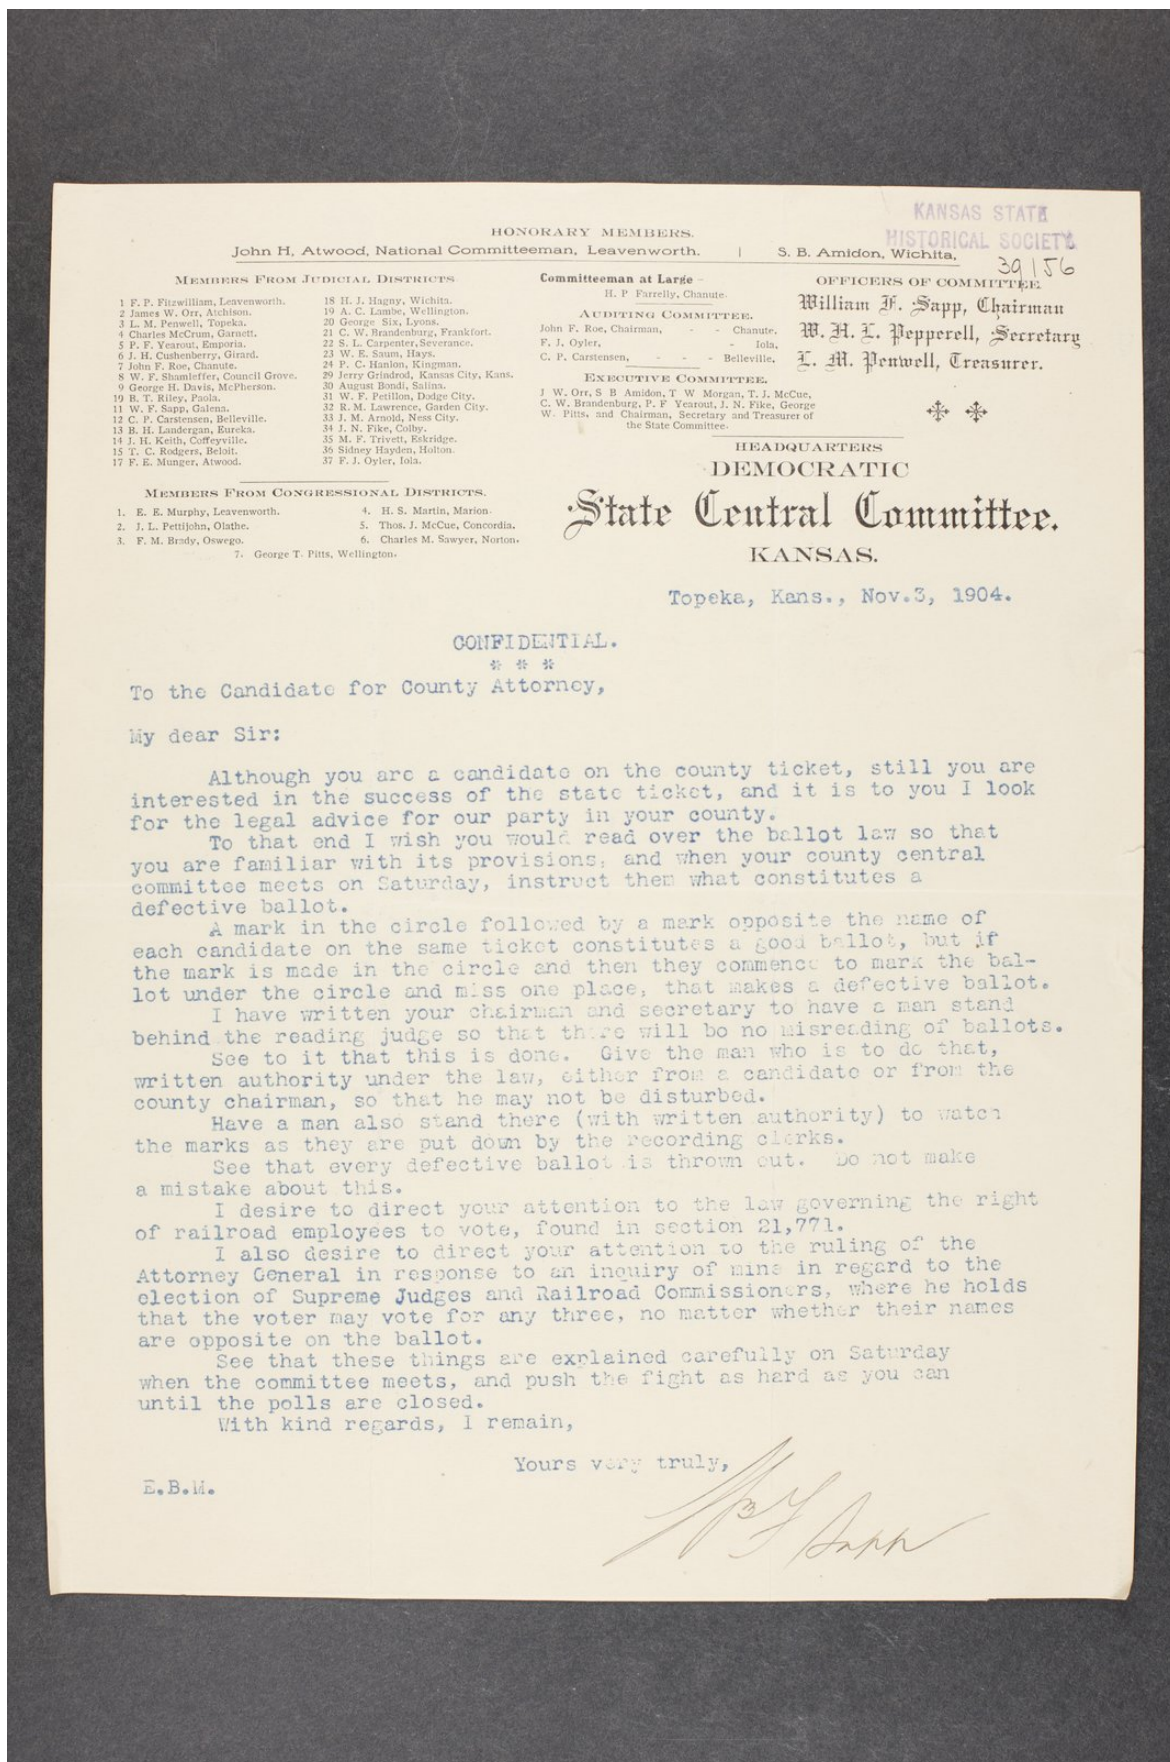 KANSAS STATE
HISTORICAL SOCIETY
39156
HONORARY MEMBERS.
John H, Atwood, National Committeeman, Leavenworth. | S. B. Amidon, Wichita,
MEMBERS FROM JUDICIAL DISTRICTS
1 F. P. Fitzwilliam, Leavenworth.
2 James W. Orr, Atchison.
3 L. M. Penwell, Topeka.
4 Charles McCrum, Garnett.
5 P. F. Yearout, Emporia.
6 J. H. Cushenberry, Girard.
7 John F. Roe, Chanute.
8 W. F. Shamleffer, Council Grove.
9 George H. Davis, McPherson.
10 B. T. Riley, Paola.
11 W. F. Sapp, Galena.
12 C. P. Carstensen, Belleville.
13 B. H. Landergan, Eureka.
14 J. H. Keith, Coffeyville.
15 T. C. Rodgers, Beloit.
17 F. E. Munger, Atwood.
18 H. J. Hagny, Wichita.
19 A. C. Lambe, Wellington.
20 George Six, Lyons.
21 C. W. Brandenburg, Frankfort.
22 S. L. Carpenter, Severance.
23 W. E. Saum, Hays.
24 P. C. Hanlon, Kingman.
29 Jerry Grindrod, Kansas City, Kans.
30 August Bondi, Salina.
31 W. F. Petillon, Dodge City.
32 R. M. Lawrence, Garden City.
33 J. M. Arnold, Ness City.
34 J. N. Fike, Colby.
35 M. F. Trivett, Eskridge.
36 Sidney Hayden, Holton.
37 F. J. Oyler, Iola.
MEMBERS FROM CONGRESSIONAL DISTRICTS.
1. E. E. Murphy, Leavenworth.
2. J. L. Pettijohn, Olathe.
3. F. M. Brady, Oswego.
4. H. S. Martin, Marion.
5. Thos. J. McCue, Concordia.
6. Charles M. Sawyer, Norton.
7. George T. Pitts, Wellington.
Committeeman at Large
H. P Farrelly, Chanute.
AUDITING COMMITTEE.
John F. Roe, Chairman, - - Chanute,
F. J. Oyler, - Iola,
C. P. Carstensen, - - - Belleville,
EXECUTIVE COMMITTEE.
J W. Orr, S B Amidon, T W Morgan, T. J. McCue,
C. W. Brandenburg, P. F Yearout, J. N. Fike, George
W. Pitts, and Chairman, Secretary and Treasurer of
the State Committee.
OFFICERS OF COMMITTEE.
William F. Sapp, Chairman
W. H. L. Pepperell, Secretary
L. M. Penwell, Treasurer.
HEADQUARTERS
DEMOCRATIC
State Central Committee.
KANSAS.
Topeka, Kans., Nov.3, 1904.
CONFIDENTIAL.
* * *
To the Candidate for County Attorney,
My dear Sir:
Although you are a candidate on the county ticket, still you are
interested in the success of the state ticket, and it is to you I look
for the legal advice for our party in your county.
To that end I wish you would read over the ballot law so that
you are familiar with its provisions, and when your county central
committee meets on Saturday, instruct them what constitutes a
defective ballot.
A mark in the circle followed by a mark opposite the name of
each candidate on the same ticket constitutes a good ballot, but if
the mark is made in the circle and then they commence to mark the bal-
lot under the circle and miss one place, that makes a defective ballot.
I have written your chairman and secretary to have a man stand
behind the reading judge so that there will be no misreading of ballots.
See to it that this is done. Give the man who is to do that,
written authority under the law, either from a candidate or from the
county chairman, so that he may not be disturbed.
Have a man also stand there (with written authority) to watch
the marks as they are put down by the recording clerks.
See that every defective ballot is thrown out. Do not make
a mistake about this.
I desire to direct your attention to the law governing the right
of railroad employees to vote, found in section 21,771.
I also desire to direct your attention to the ruling of the
Attorney General in response to an inquiry of mine in regard to the
election of Supreme Judges and Railroad Commissioners, where he holds
that the voter may vote for any three, no matter whether their names
are opposite on the ballot.
See that these things are explained carefully on Saturday
when the committee meets, and push the fight as hard as you can
until the polls are closed.
With kind regards, I remain,
Yours very truly,
E.B.M.
Wm F Sapp